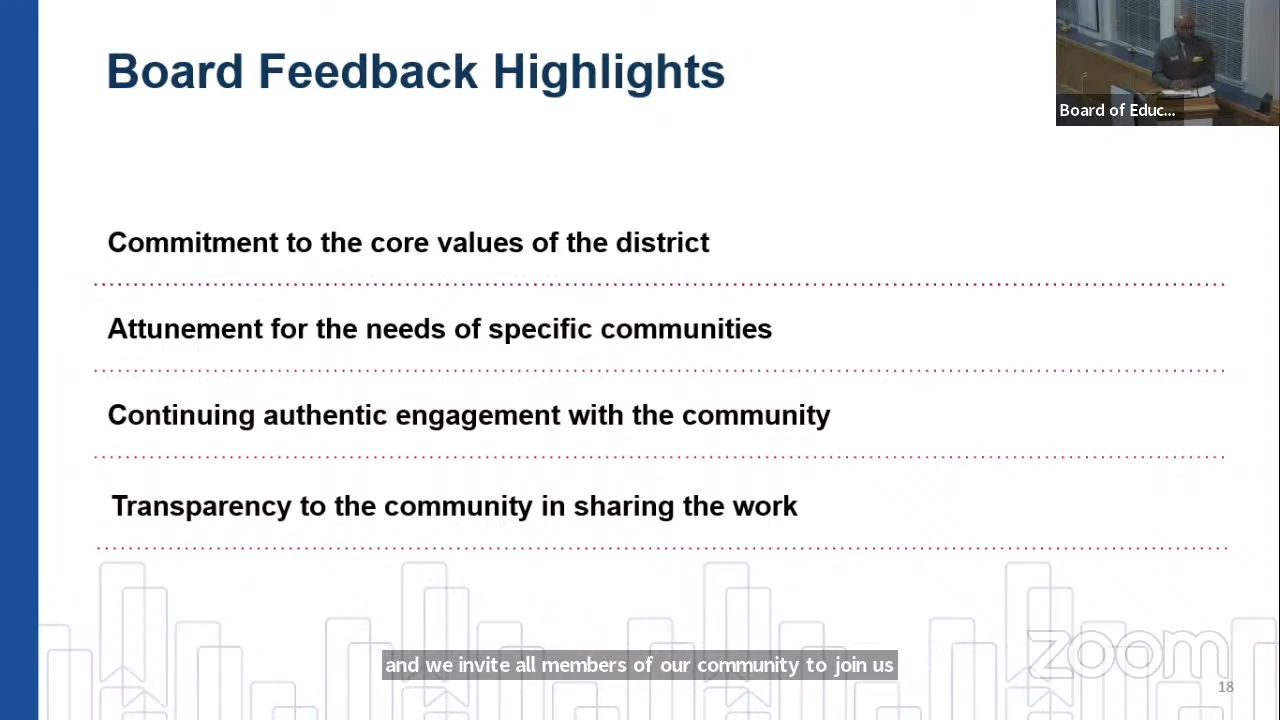 Board Feedback Highlights
Board of Educ...
Commitment to the core values of the district
Attunement for the needs of specific communities
Continuing authentic engagement with the community
Transparency to the community in sharing the work
and we invite all members of our community to join us
zoom
18